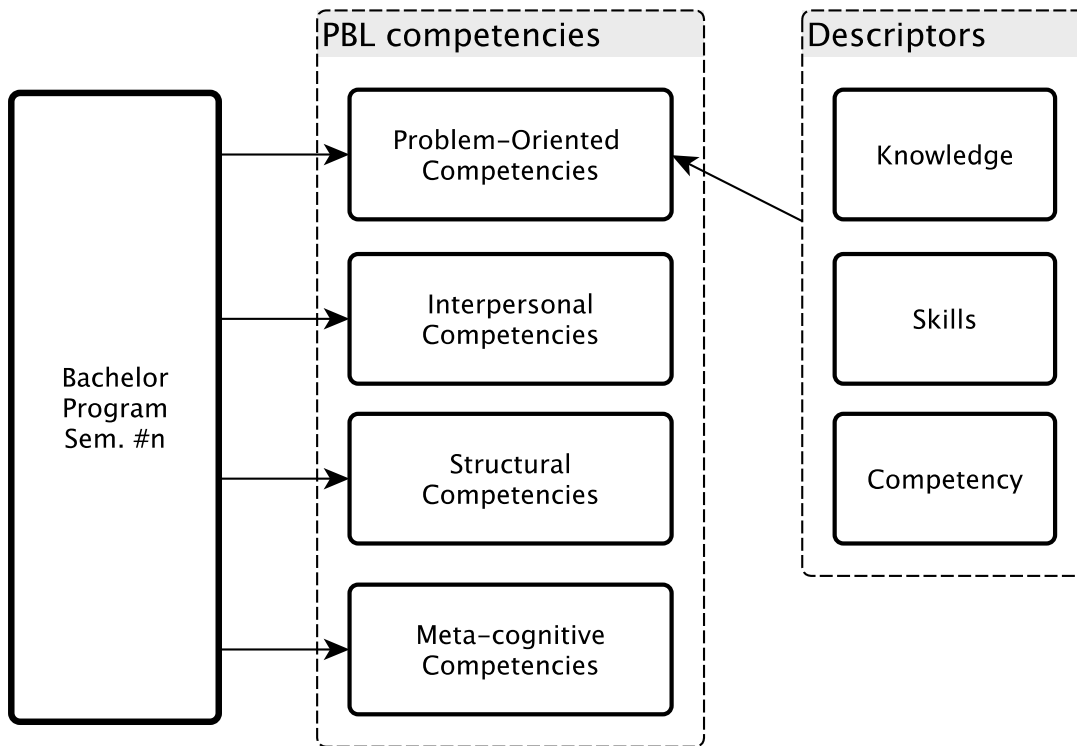 PBL competencies
Descriptors
Bachelor
Program
Sem. #n
Problem-Oriented
Competencies
Interpersonal
Competencies
Structural
Competencies
Meta-cognitive
Competencies
Knowledge
Skills
Competency